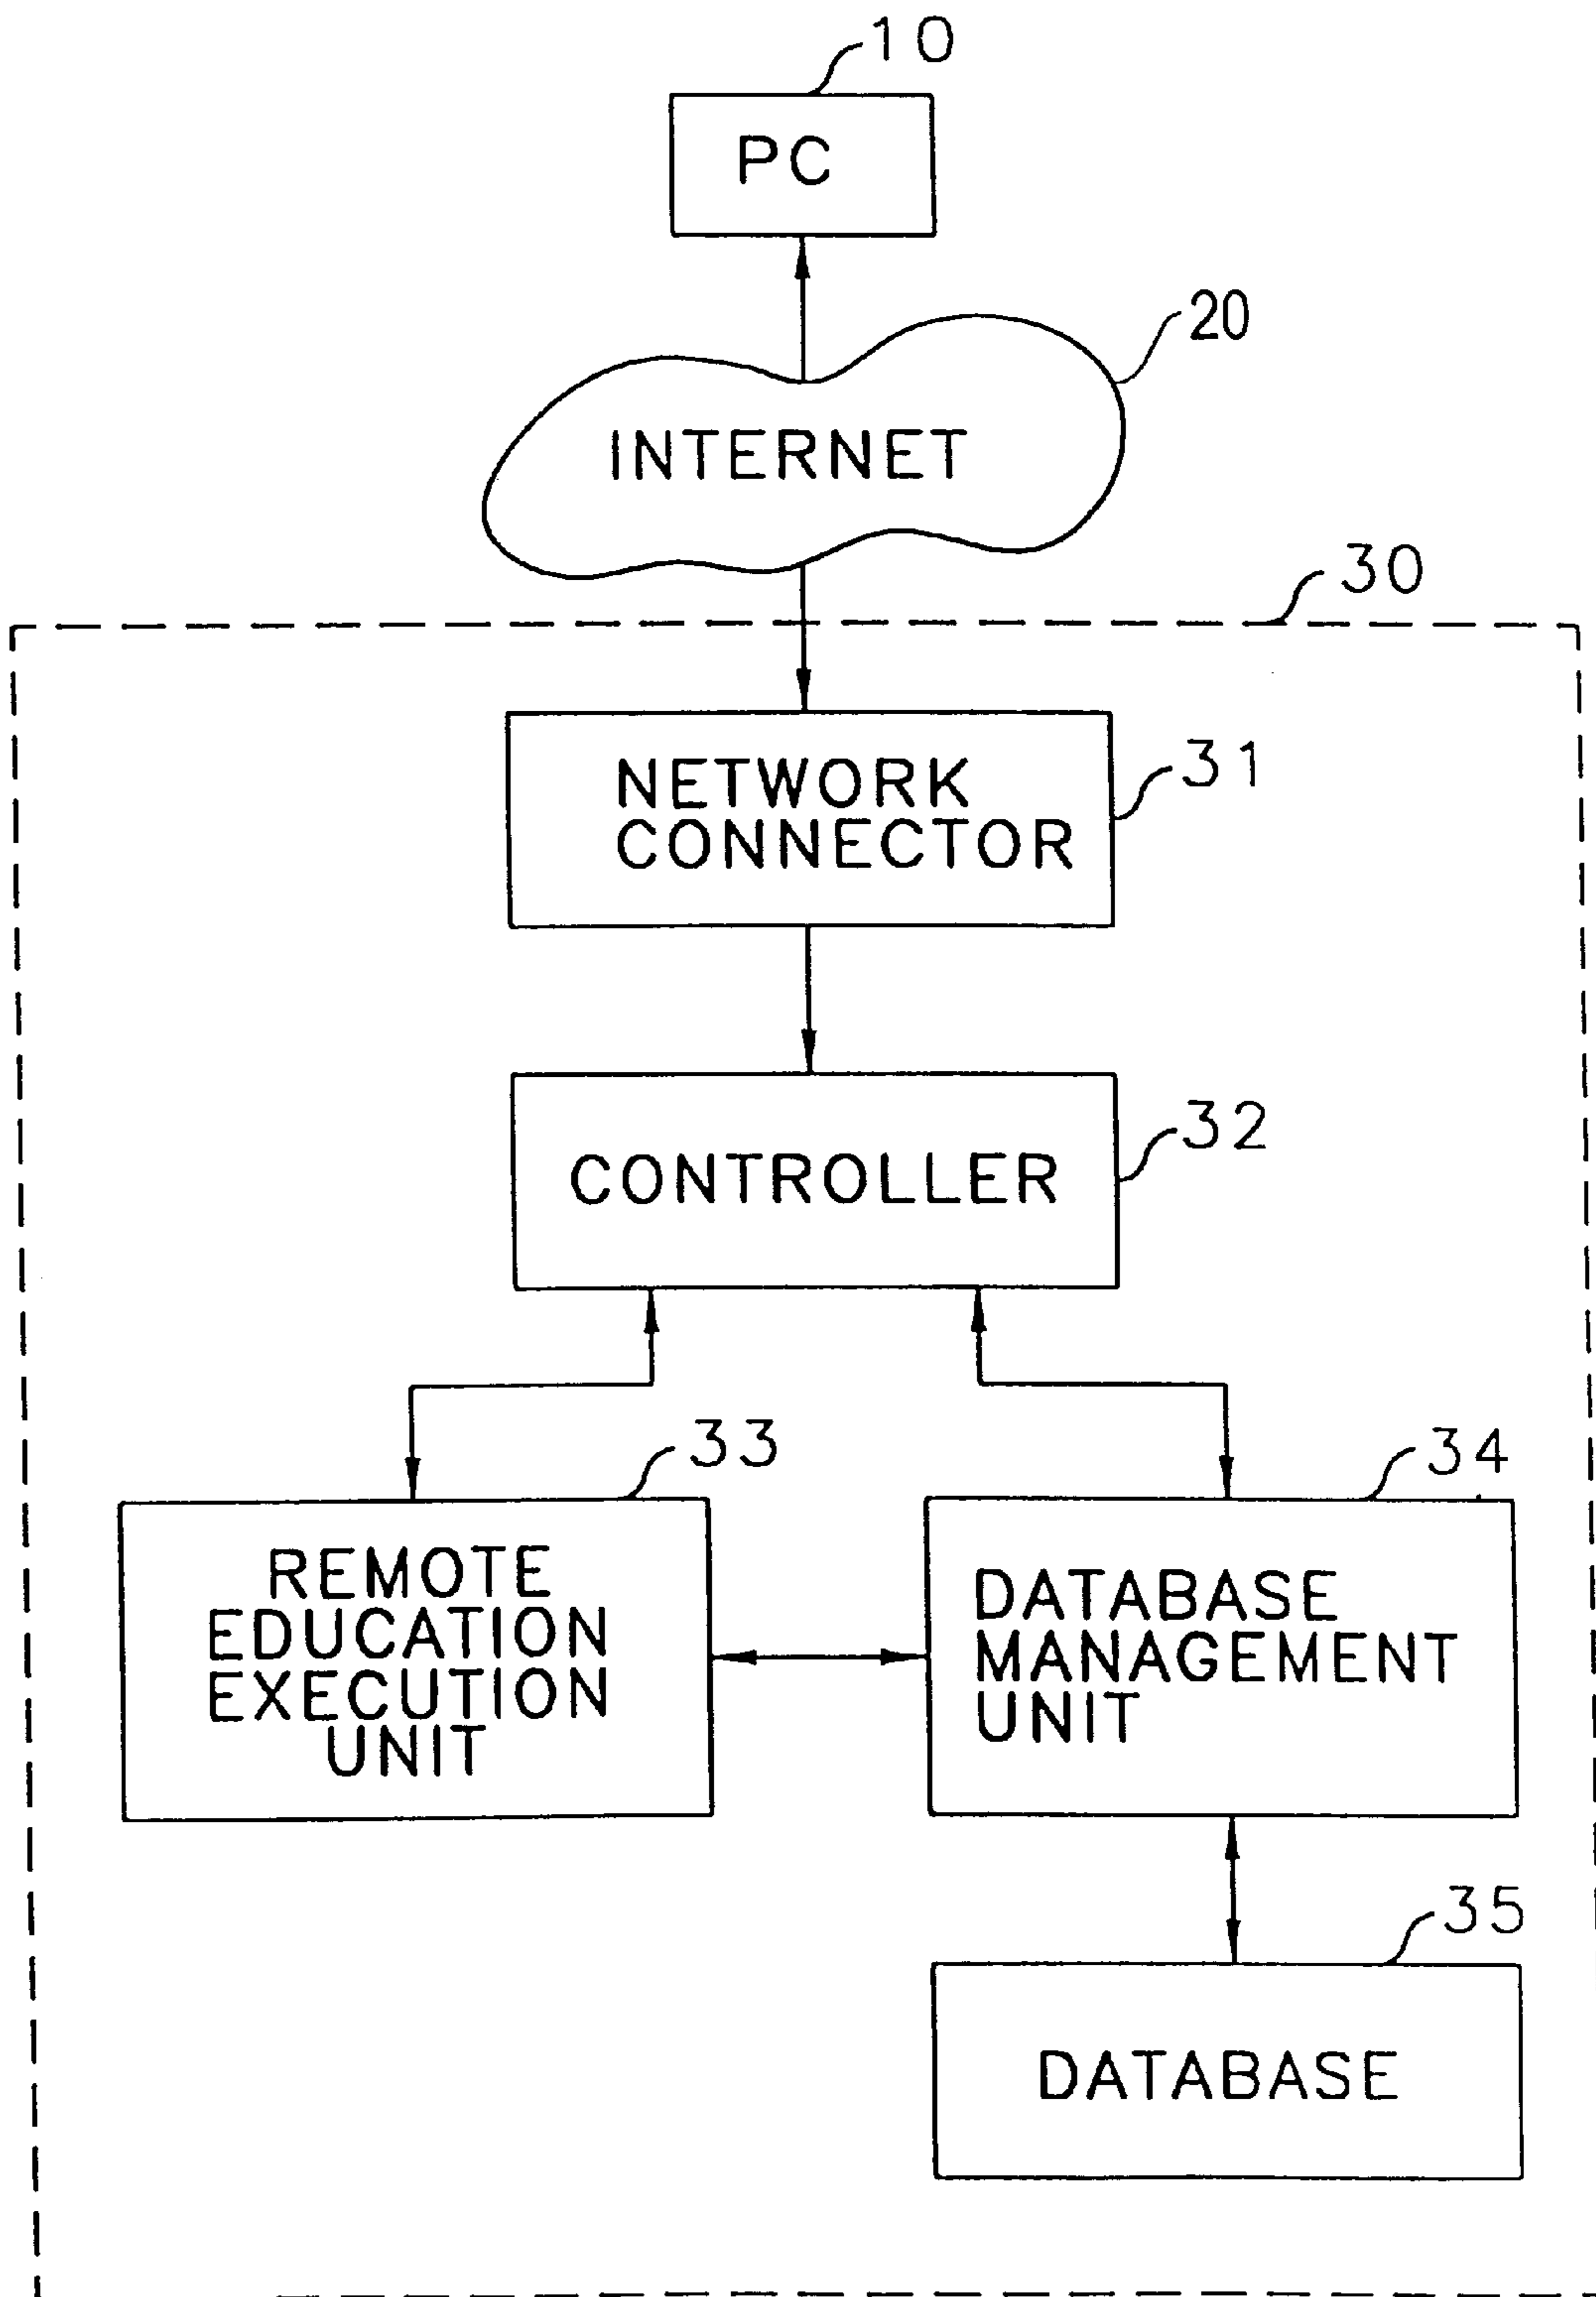 10
PC
20
INTERNET
30
NETWORK
CONNECTOR
31
CONTROLLER
32
33
REMOTE
EDUCATION
EXECUTION
UNIT
34
DATABASE
MANAGEMENT
UNIT
35
DATABASE